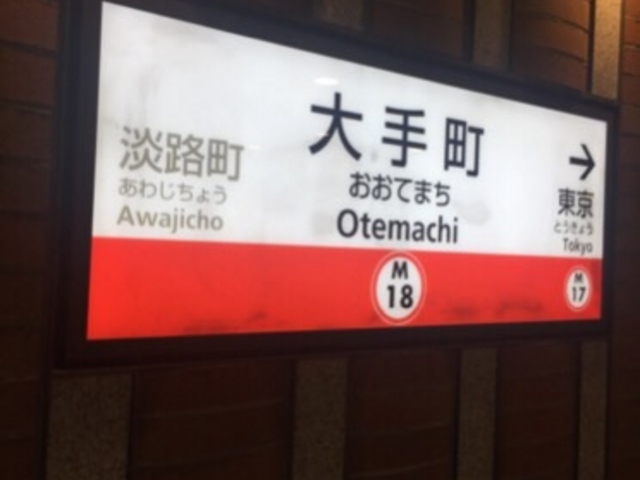 淡路町
あわじちょう
Awajicho
大手町
おおてまち
Otemachi
M
18
→
東京
とうきょう
Tokyo
M
17